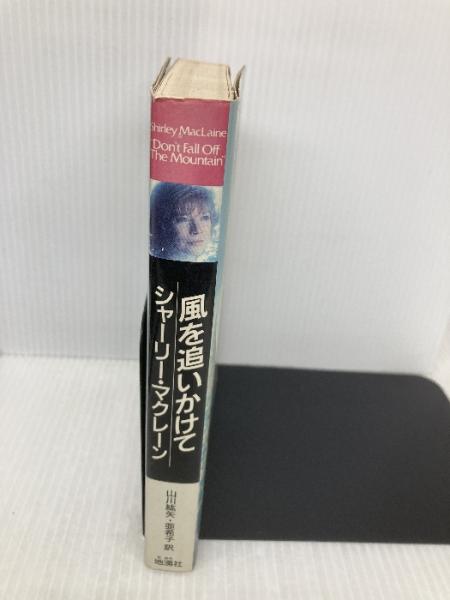 Shirley MacLaine
"Don't Fall Off
The Mountain"
風を追いかけて
シャーリー・マクレーン
山川紘矢・亜希子 訳
地湧社